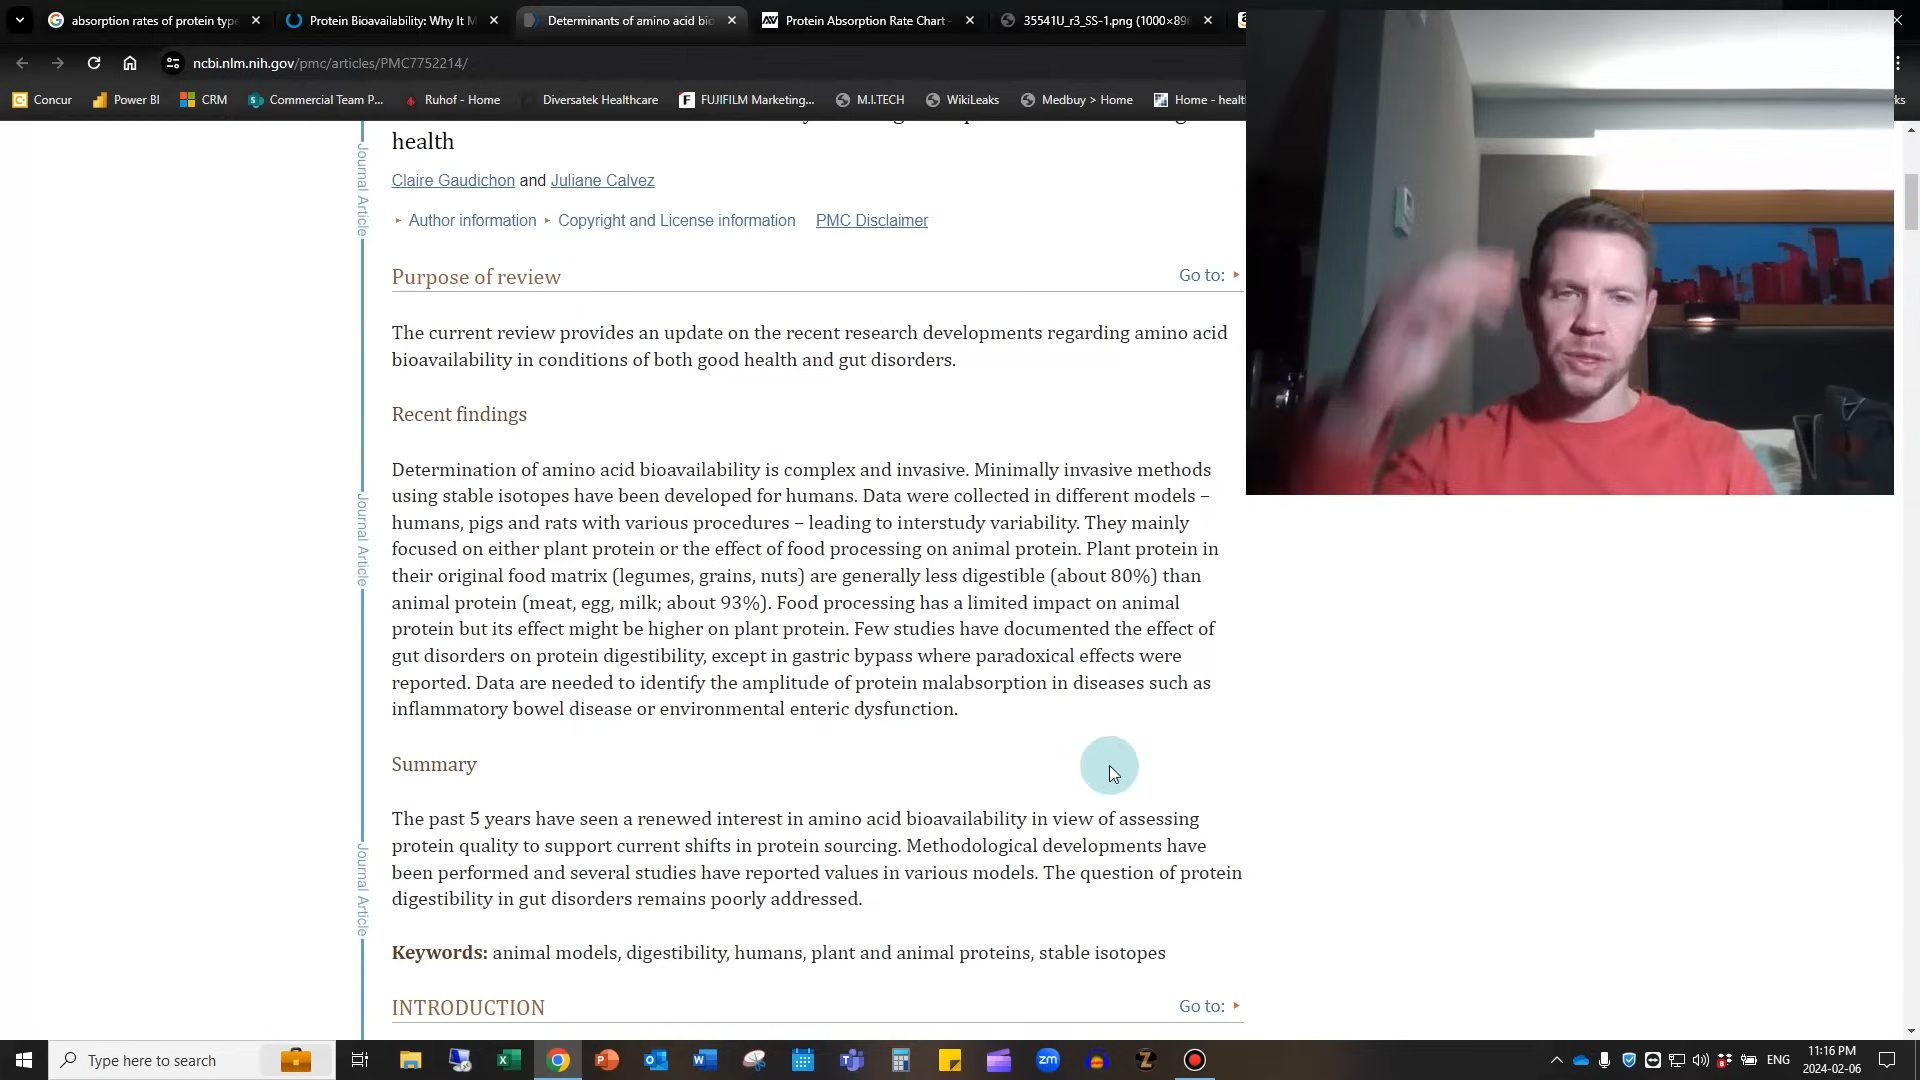 absorption rates of protein type
Protein Bioavailability: Why It M
Determinants of amino acid bio
Protein Absorption Rate Chart -
35541U_r3_SS-1.png (1000×89
ncbi.nlm.nih.gov/pmc/articles/PMC7752214/
Concur
Power BI
CRM
Commercial Team P...
Ruhof - Home
Diversatek Healthcare
FUJIFILM Marketing...
M.I.TECH
WikiLeaks
Medbuy > Home
Home - healt
ks
health
Claire Gaudichon and Juliane Calvez
Author information
Copyright and License information
PMC Disclaimer
Purpose of review
Go to:
The current review provides an update on the recent research developments regarding amino acid
bioavailability in conditions of both good health and gut disorders.
Recent findings
Determination of amino acid bioavailability is complex and invasive. Minimally invasive methods
using stable isotopes have been developed for humans. Data were collected in different models –
humans, pigs and rats with various procedures – leading to interstudy variability. They mainly
focused on either plant protein or the effect of food processing on animal protein. Plant protein in
their original food matrix (legumes, grains, nuts) are generally less digestible (about 80%) than
animal protein (meat, egg, milk; about 93%). Food processing has a limited impact on animal
protein but its effect might be higher on plant protein. Few studies have documented the effect of
gut disorders on protein digestibility, except in gastric bypass where paradoxical effects were
reported. Data are needed to identify the amplitude of protein malabsorption in diseases such as
inflammatory bowel disease or environmental enteric dysfunction.
Summary
The past 5 years have seen a renewed interest in amino acid bioavailability in view of assessing
protein quality to support current shifts in protein sourcing. Methodological developments have
been performed and several studies have reported values in various models. The question of protein
digestibility in gut disorders remains poorly addressed.
Keywords: animal models, digestibility, humans, plant and animal proteins, stable isotopes
INTRODUCTION
Go to:
Journal Article
Journal Article
Journal Article
Type here to search
ENG
11:16 PM
2024-02-06